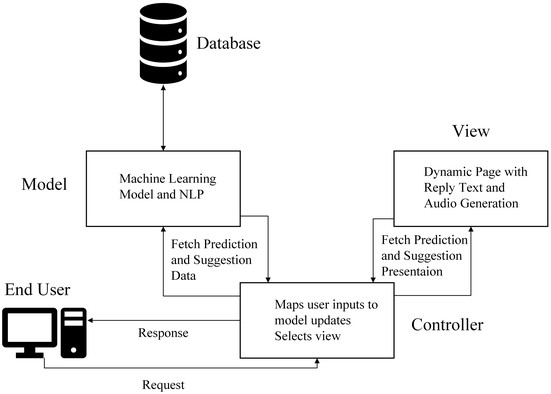 Database
View
Model
Machine Learning
Model and NLP
Dynamic Page with
Reply Text and
Audio Generation
Fetch Prediction
and Suggestion
Data
Fetch Prediction
and Suggestion
Presentaion
End User
Maps user inputs to
model updates
Selects view
Controller
Response
Request